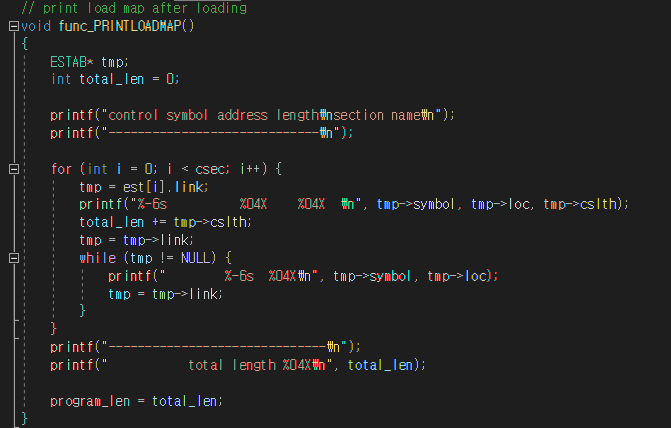 // print load map after loading
void func_PRINTLOADMAP()
{
    ESTAB* tmp;
    int total_len = 0;

    printf("control symbol address length₩nsection name₩n");
    printf("-----------------------------₩n");

    for (int i = 0; i < csec; i++) {
        tmp = est[i].link;
        printf("%-6s          %04X    %04X  ₩n", tmp->symbol, tmp->loc, tmp->cslth);
        total_len += tmp->cslth;
        tmp = tmp->link;
        while (tmp != NULL) {
            printf("        %-6s  %04X₩n", tmp->symbol, tmp->loc);
            tmp = tmp->link;
        }
    }
    printf("------------------------------₩n");
    printf("           total length %04X₩n", total_len);

    program_len = total_len;
}